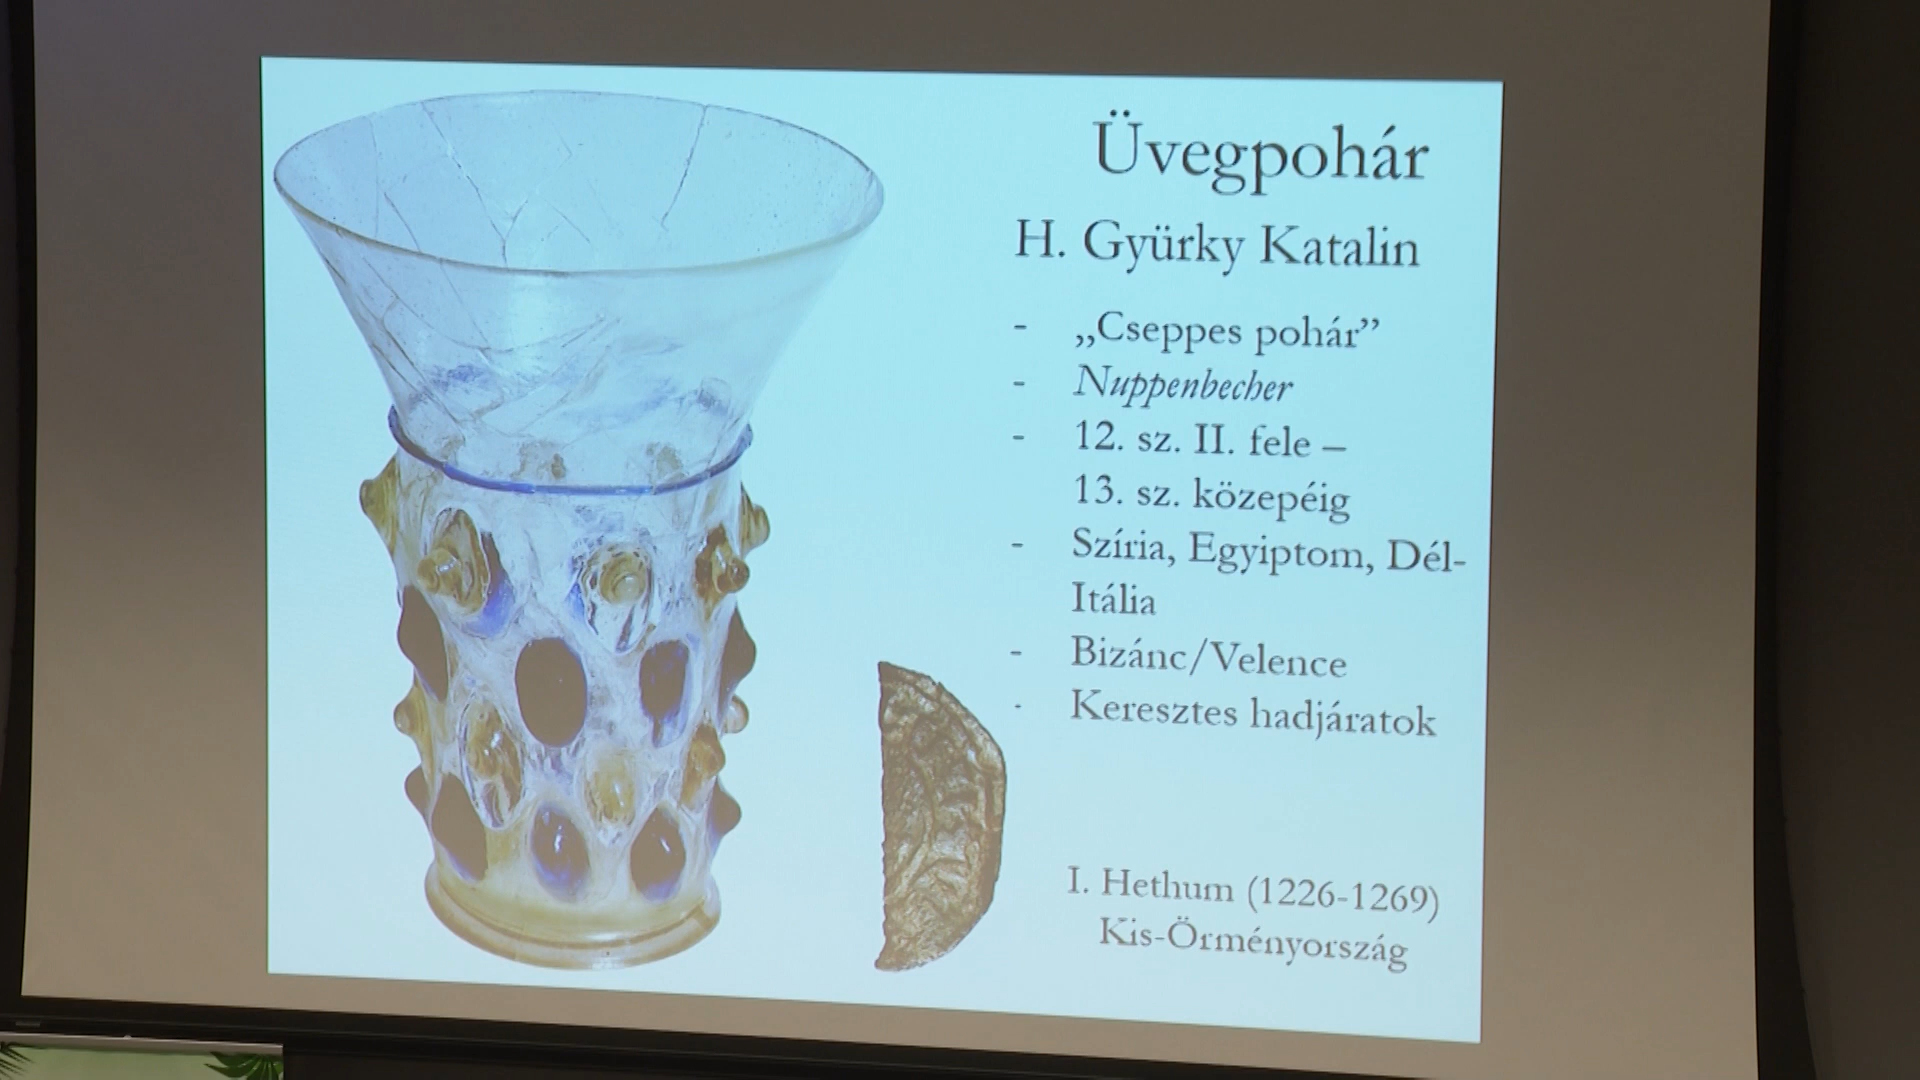 Üvegpohár
H. Gyürky Katalin
- „Cseppes pohár”
- Nuppenbecher
- 12. sz. II. fele –
13. sz. közepéig
- Szíria, Egyiptom, Dél-
Itália
- Bizánc/Velence
- Keresztes hadjáratok
I. Hethum (1226-1269)
Kis-Örményország